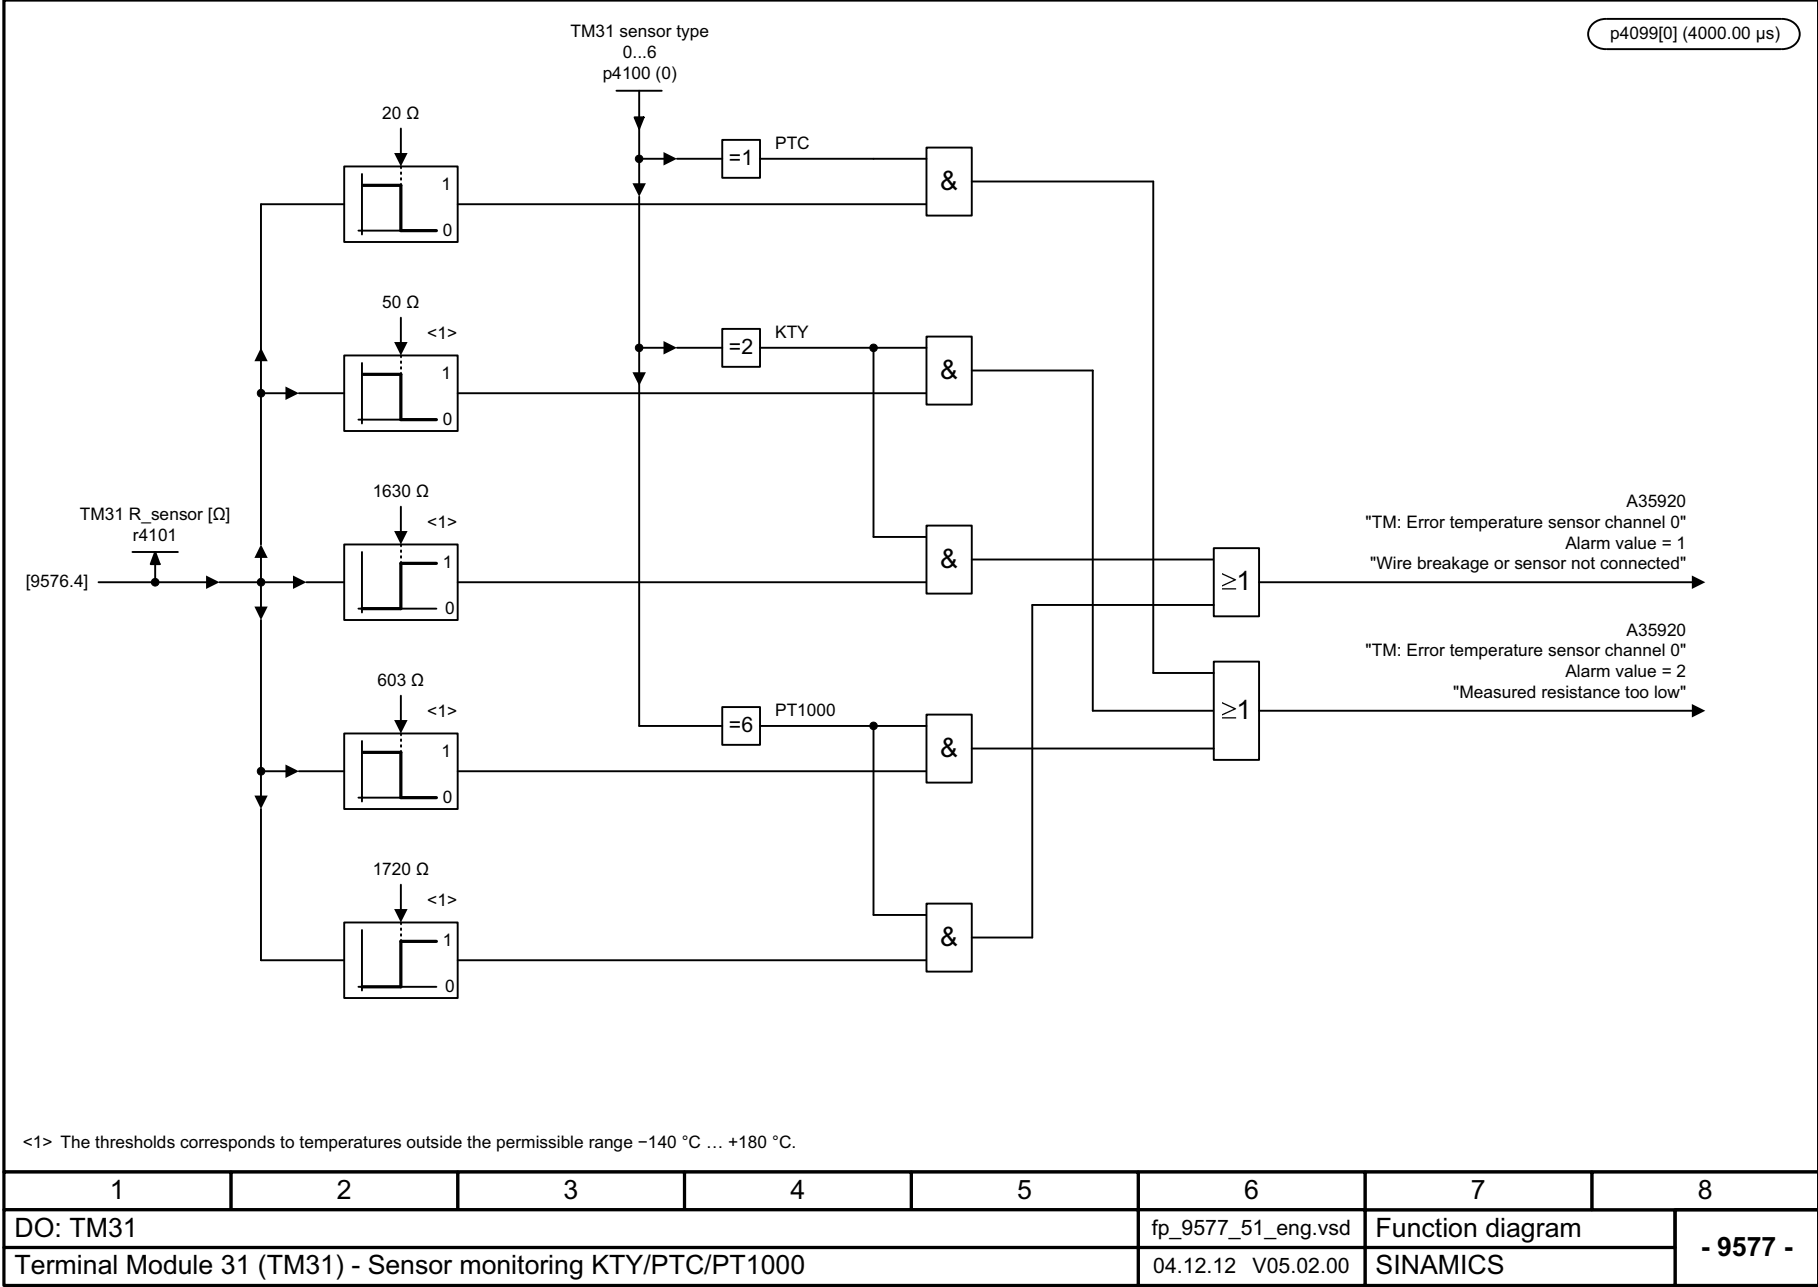 TM31 sensor type
0...6
p4100 (0)
p4099[0] (4000.00 μs)
20 Ω
1
0
=1
PTC
&
50 Ω
<1>
1
0
=2
KTY
&
1630 Ω
<1>
1
0
&
TM31 R_sensor [Ω]
r4101
[9576.4]
≥1
A35920
"TM: Error temperature sensor channel 0"
Alarm value = 1
"Wire breakage or sensor not connected"
603 Ω
<1>
1
0
=6
PT1000
&
≥1
A35920
"TM: Error temperature sensor channel 0"
Alarm value = 2
"Measured resistance too low"
1720 Ω
<1>
1
0
&
<1> The thresholds corresponds to temperatures outside the permissible range −140 °C … +180 °C.
1 2 3 4 5 6 7 8
DO: TM31 fp_9577_51_eng.vsd Function diagram
- 9577 -
Terminal Module 31 (TM31) - Sensor monitoring KTY/PTC/PT1000 04.12.12 V05.02.00 SINAMICS